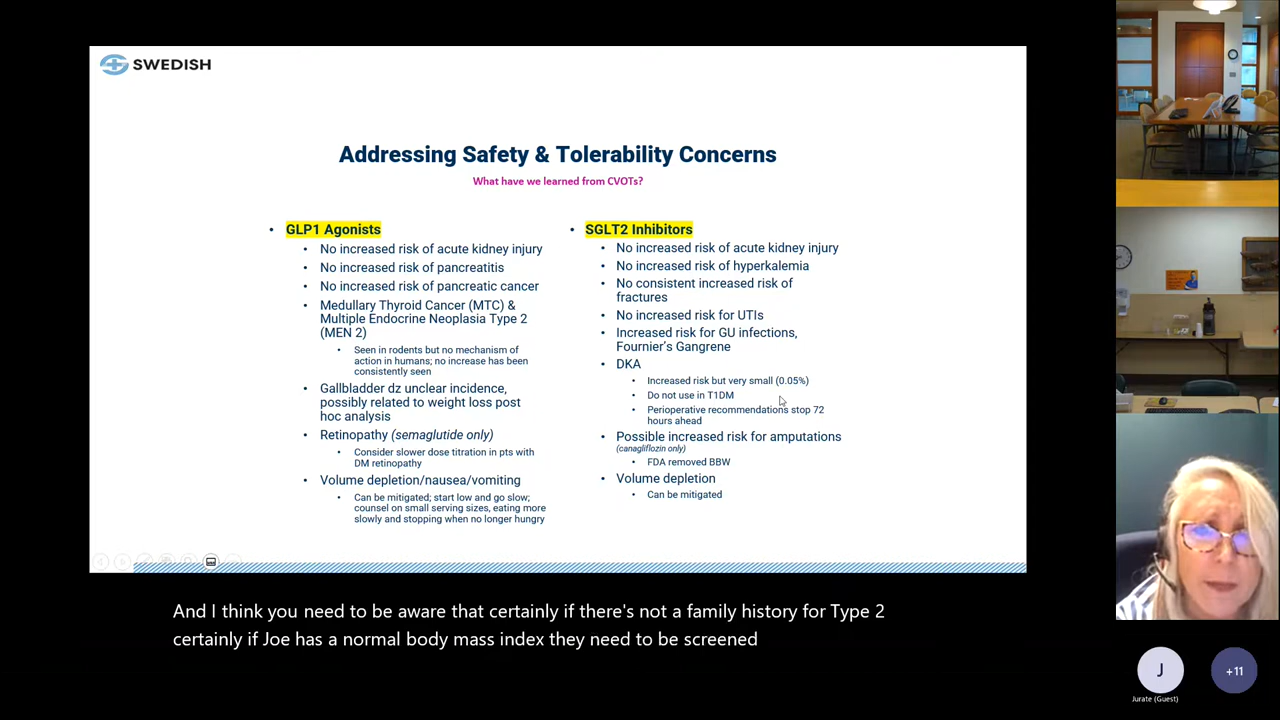 SWEDISH
Addressing Safety & Tolerability Concerns
What have we learned from CVOTs?
GLP1 Agonists
No increased risk of acute kidney injury
No increased risk of pancreatitis
No increased risk of pancreatic cancer
Medullary Thyroid Cancer (MTC) &
Multiple Endocrine Neoplasia Type 2
(MEN 2)
Seen in rodents but no mechanism of
action in humans; no increase has been
consistently seen
Gallbladder dz unclear incidence,
possibly related to weight loss post
hoc analysis
Retinopathy (semaglutide only)
Consider slower dose titration in pts with
DM retinopathy
Volume depletion/nausea/vomiting
Can be mitigated; start low and go slow;
counsel on small serving sizes, eating more
slowly and stopping when no longer hungry
SGLT2 Inhibitors
No increased risk of acute kidney injury
No increased risk of hyperkalemia
No consistent increased risk of
fractures
No increased risk for UTIs
Increased risk for GU infections,
Fournier's Gangrene
DKA
Increased risk but very small (0.05%)
Do not use in T1DM
Perioperative recommendations stop 72
hours ahead
Possible increased risk for amputations
(canagliflozin only)
FDA removed BBW
Volume depletion
Can be mitigated
And I think you need to be aware that certainly if there's not a family history for Type 2
certainly if Joe has a normal body mass index they need to be screened
J
+11
Jurate (Guest)